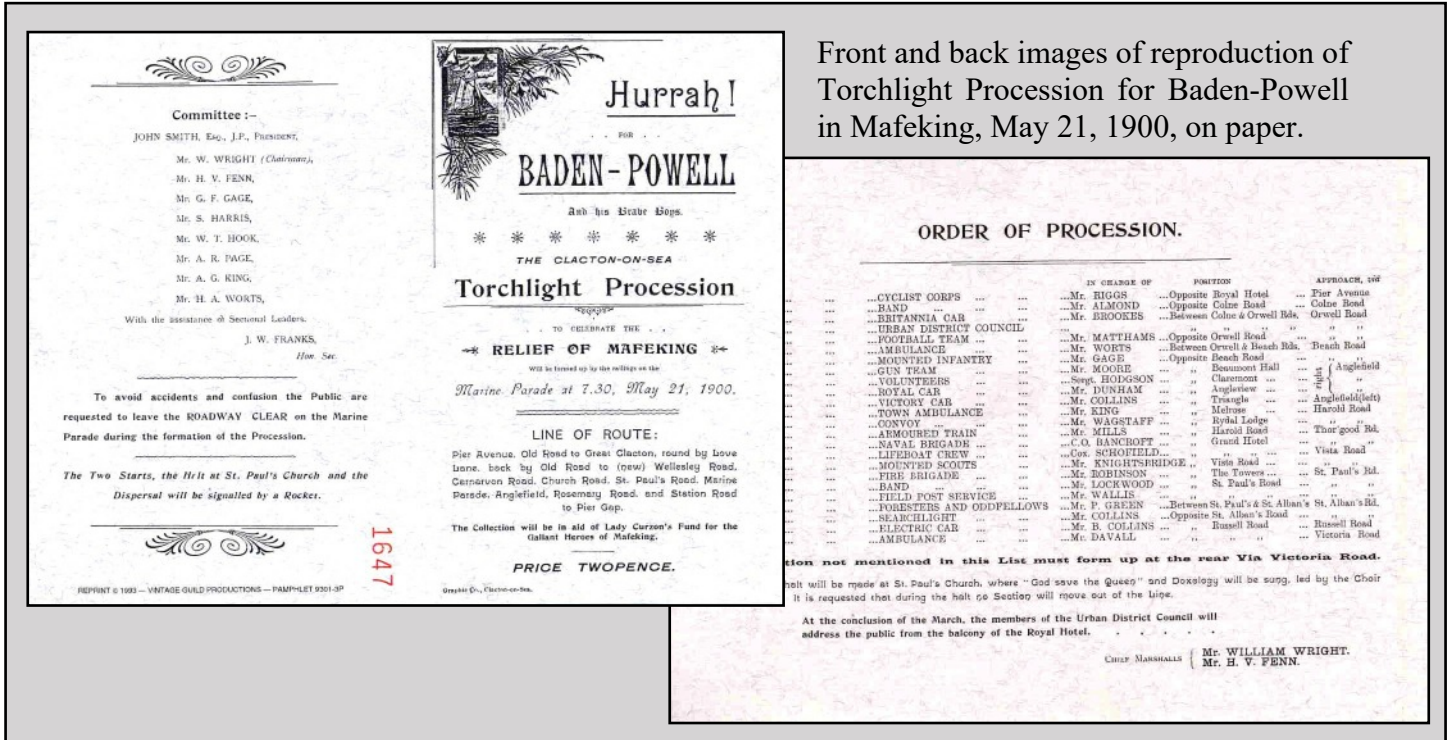 Front and back images of reproduction of
Torchlight Procession for Baden-Powell
in Mafeking, May 21, 1900, on paper.
Committee :–
JOHN SMITH, Esq., J.P., President,
Mr. W. WRIGHT (Chairman),
Mr. H. V. FENN,
Mr. G. F. GAGE,
Mr. S. HARRIS,
Mr. W. T. HOOK,
Mr. A. R. PAGE,
Mr. A. G. KING,
Mr. H. A. WORTS,
With the assistance of Sectional Leaders.
J. W. FRANKS,
Hon. Sec.
To avoid accidents and confusion the Public are
requested to leave the ROADWAY CLEAR on the Marine
Parade during the formation of the Procession.
The Two Starts, the Halt at St. Paul's Church and the
Dispersal will be signalled by a Rocket.
1647
REPRINT © 1993 — VINTAGE GUILD PRODUCTIONS — PAMPHLET 9301-3P
Hurrah!
. . FOR . .
BADEN-POWELL
And his Brave Boys.
THE CLACTON-ON-SEA
Torchlight Procession
. . TO CELEBRATE THE . .
RELIEF OF MAFEKING
Will be formed up by the railings on the
Marine Parade at 7.30, May 21, 1900.
LINE OF ROUTE:
Pier Avenue, Old Road to Great Clacton, round by Love
Lane, back by Old Road to (new) Wellesley Road,
Carnarvon Road, Church Road, St. Paul's Road, Marine
Parade, Anglefield, Rosemary Road, and Station Road
to Pier Gap.
The Collection will be in aid of Lady Curzon's Fund for the
Gallant Heroes of Mafeking.
PRICE TWOPENCE.
Graphic Co., Clacton-on-Sea.
ORDER OF PROCESSION.
IN CHARGE OF POSITION APPROACH, via
... ...CYCLIST CORPS ... ... ...Mr. BIGGS ...Opposite Royal Hotel ... Pier Avenue
... ...BAND ... ... ...Mr. ALMOND ...Opposite Colne Road ... Colne Road
... ...BRITANNIA CAR ... ...Mr. BROOKES ...Between Colne & Orwell Rds. Orwell Road
... ...URBAN DISTRICT COUNCIL ... ,, ,, ,, ,, ,,
... ...FOOTBALL TEAM ... ... ...Mr. MATTHAMS ...Opposite Orwell Road ... ,, ,,
... ...AMBULANCE ... ... ...Mr. WORTS ...Between Orwell & Beach Rds. Beach Road
... ...MOUNTED INFANTRY ... ...Mr. GAGE ...Opposite Beach Road ... ,, ,,
... ...GUN TEAM ... ... ...Mr. MOORE ... ,, Beaumont Hall ... right { Anglefield
... ...VOLUNTEERS ... ... ...Sergt. HODGSON ... ,, Claremont ... ... ,,
... ...ROYAL CAR ... ... ...Mr. DUNHAM ... ,, Angleview ... ... ,,
... ...VICTORY CAR ... ... ...Mr. COLLINS ... ,, Triangle ... ... Anglefield(left)
... ...TOWN AMBULANCE ... ...Mr. KING ... ,, Melrose ... ... Harold Road
... ...CONVOY ... ... ...Mr. WAGSTAFF ... ,, Rydal Lodge ... ,, ,,
... ...ARMOURED TRAIN ... ...Mr. MILLS ... ,, Harold Road ... Thor'good Rd.
... ...NAVAL BRIGADE ... ... ...C.O. BANCROFT ... ,, Grand Hotel ... ,, ,,
... ...LIFEBOAT CREW ... ... ...Cox. SCHOFIELD... ,, ,, ,, ... ... Vista Road
... ...MOUNTED SCOUTS ... ...Mr. KNIGHTSBRIDGE ,, Vista Road ... ... ,, ,,
... ...FIRE BRIGADE ... ... ...Mr. ROBINSON ... ,, The Towers ... ... St. Paul's Rd.
... ...BAND ... ... ...Mr. LOCKWOOD ... ,, St. Paul's Road ,, ,,
... ...FIELD POST SERVICE ... ...Mr. WALLIS ... ,, ,, ,,
... ...FORESTERS AND ODDFELLOWS ...Mr. P. GREEN ...Between St. Paul's & St. Alban's St. Alban's Rd.
... ...SEARCHLIGHT ... ... ...Mr. COLLINS ...Opposite St. Alban's Road ... ,, ,,
... ...ELECTRIC CAR ... ... ...Mr. B. COLLINS ... ,, Russell Road ... Russell Road
... ...AMBULANCE ... ... ...Mr. DAVALL ... ,, ,, ,, ... Victoria Road
tion not mentioned in this List must form up at the rear Via Victoria Road.
halt will be made at St. Paul's Church, where "God save the Queen" and Doxology will be sung, led by the Choir
It is requested that during the halt no Section will move out of the Line.
At the conclusion of the March, the members of the Urban District Council will
address the public from the balcony of the Royal Hotel. . . . . .
Chief Marshalls { Mr. WILLIAM WRIGHT.
Mr. H. V. FENN.